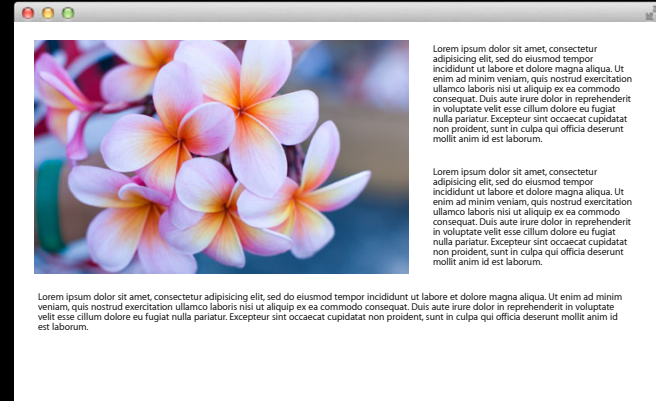 Lorem ipsum dolor sit amet, consectetur
adipisicing elit, sed do eiusmod tempor
incididunt ut labore et dolore magna aliqua. Ut
enim ad minim veniam, quis nostrud exercitation
ullamco laboris nisi ut aliquip ex ea commodo
consequat. Duis aute irure dolor in reprehenderit
in voluptate velit esse cillum dolore eu fugiat
nulla pariatur. Excepteur sint occaecat cupidatat
non proident, sunt in culpa qui officia deserunt
mollit anim id est laborum.
Lorem ipsum dolor sit amet, consectetur
adipisicing elit, sed do eiusmod tempor
incididunt ut labore et dolore magna aliqua. Ut
enim ad minim veniam, quis nostrud exercitation
ullamco laboris nisi ut aliquip ex ea commodo
consequat. Duis aute irure dolor in reprehenderit
in voluptate velit esse cillum dolore eu fugiat
nulla pariatur. Excepteur sint occaecat cupidatat
non proident, sunt in culpa qui officia deserunt
mollit anim id est laborum.
Lorem ipsum dolor sit amet, consectetur adipisicing elit, sed do eiusmod tempor incididunt ut labore et dolore magna aliqua. Ut enim ad minim
veniam, quis nostrud exercitation ullamco laboris nisi ut aliquip ex ea commodo consequat. Duis aute irure dolor in reprehenderit in voluptate
velit esse cillum dolore eu fugiat nulla pariatur. Excepteur sint occaecat cupidatat non proident, sunt in culpa qui officia deserunt mollit anim id
est laborum.